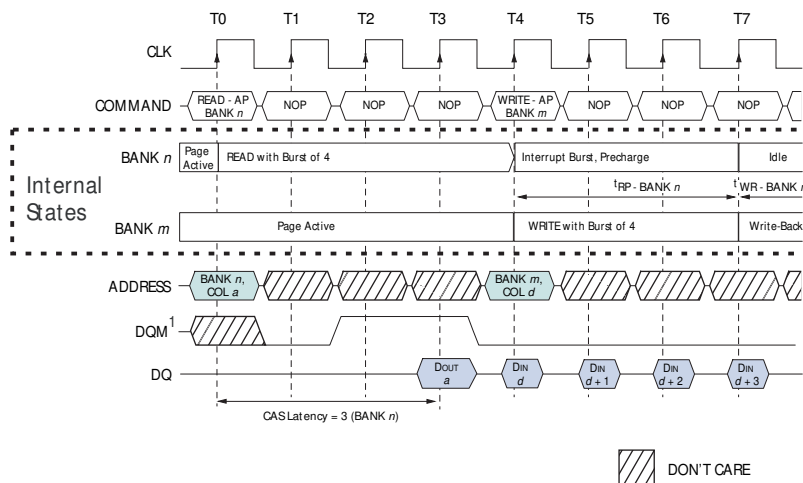 T0 T1 T2 T3 T4 T5 T6 T7
CLK
COMMAND READ - AP BANK n NOP NOP NOP WRITE - AP BANK m NOP NOP NOP
Internal States
BANK n Page Active READ with Burst of 4 Interrupt Burst, Precharge Idle
tRP - BANK n t WR - BANK
BANK m Page Active WRITE with Burst of 4 Write-Back
ADDRESS BANK n, COL a BANK m, COL d
DQM1
DQ DOUT a DIN d DIN d + 1 DIN d + 2 DIN d + 3
CAS Latency = 3 (BANK n)
DON'T CARE